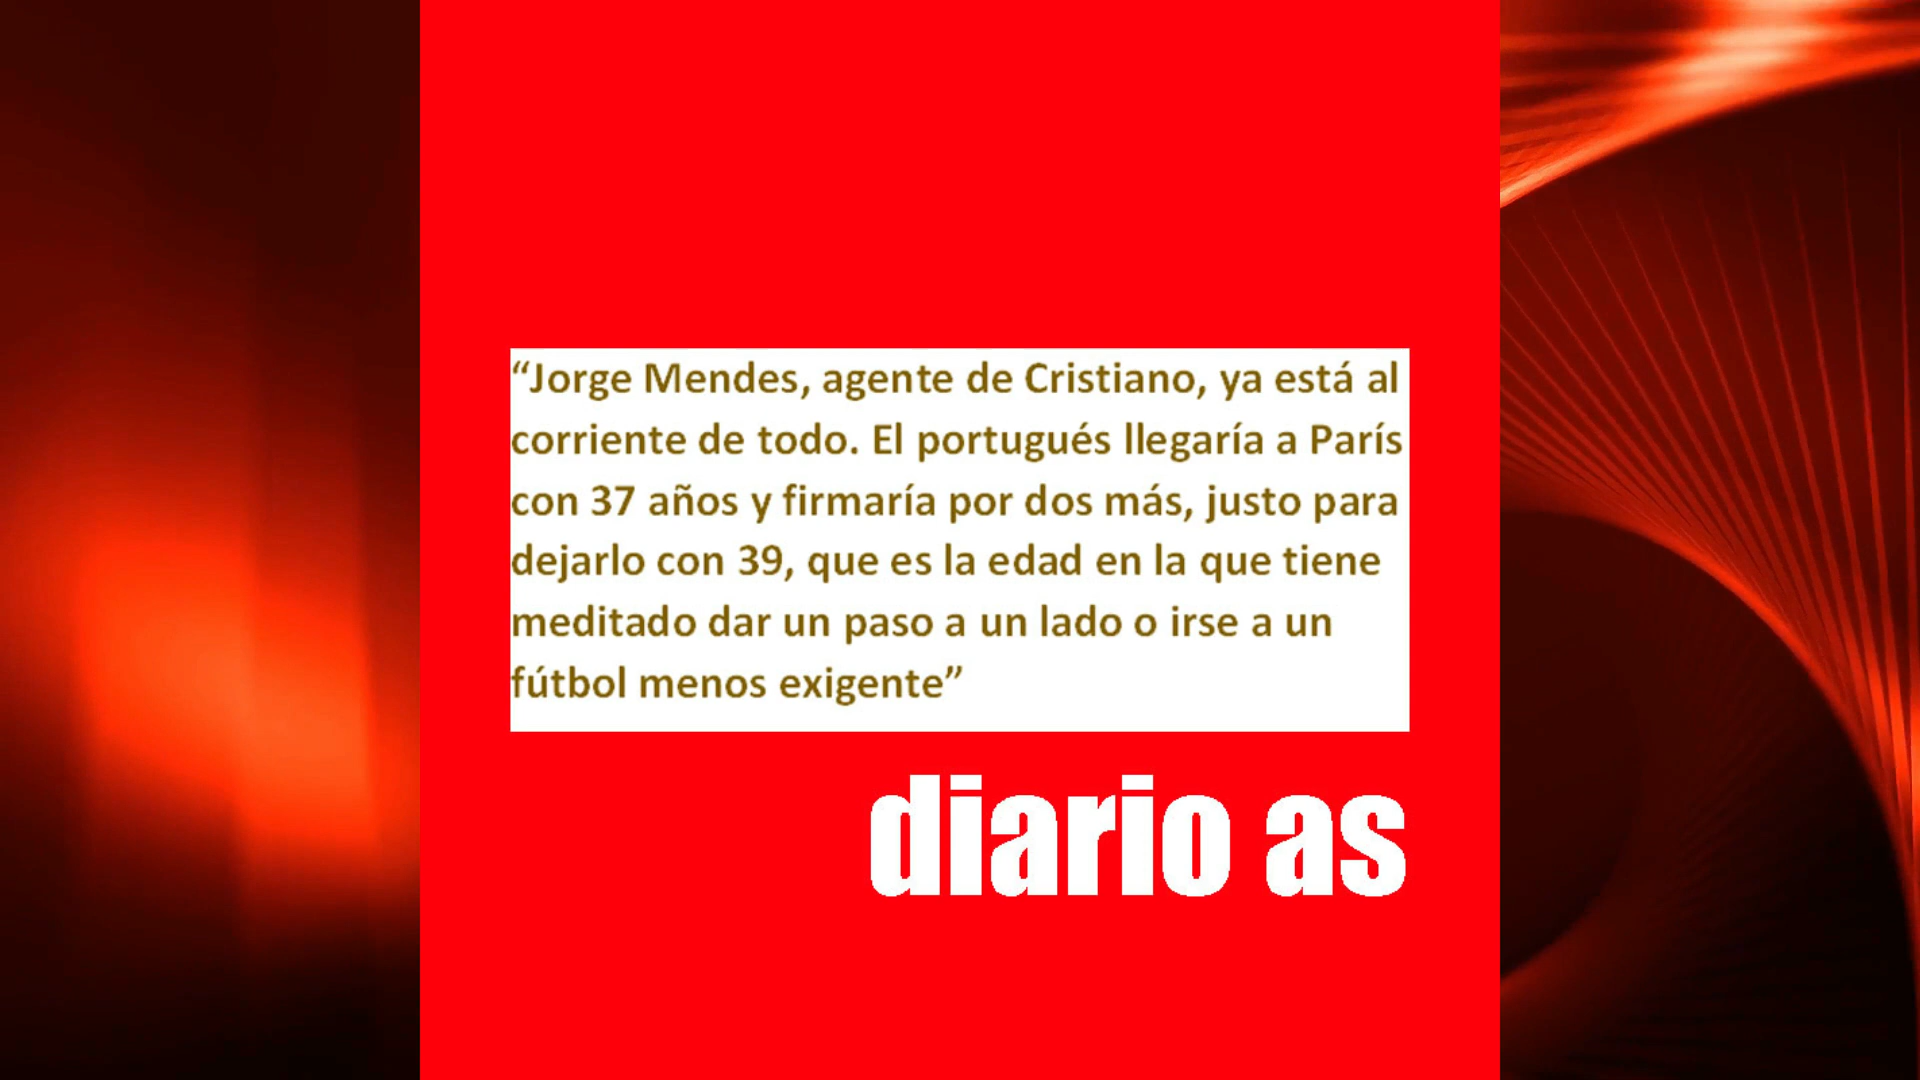 “Jorge Mendes, agente de Cristiano, ya está al
corriente de todo. El portugués llegaría a París
con 37 años y firmaría por dos más, justo para
dejarlo con 39, que es la edad en la que tiene
meditado dar un paso a un lado o irse a un
fútbol menos exigente”
diario as